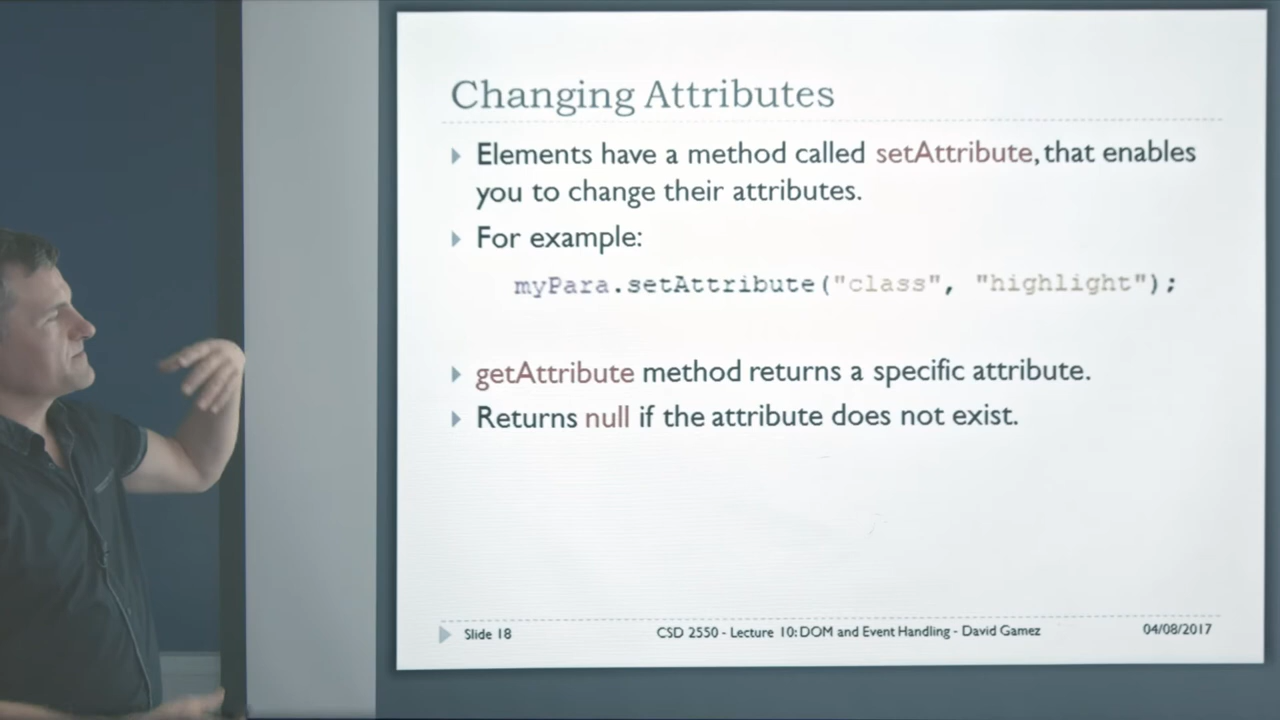 Changing Attributes
Elements have a method called setAttribute, that enables
you to change their attributes.
For example:
myPara.setAttribute("class", "highlight");
getAttribute method returns a specific attribute.
Returns null if the attribute does not exist.
Slide 18
CSD 2550 - Lecture 10: DOM and Event Handling - David Gamez
04/08/2017